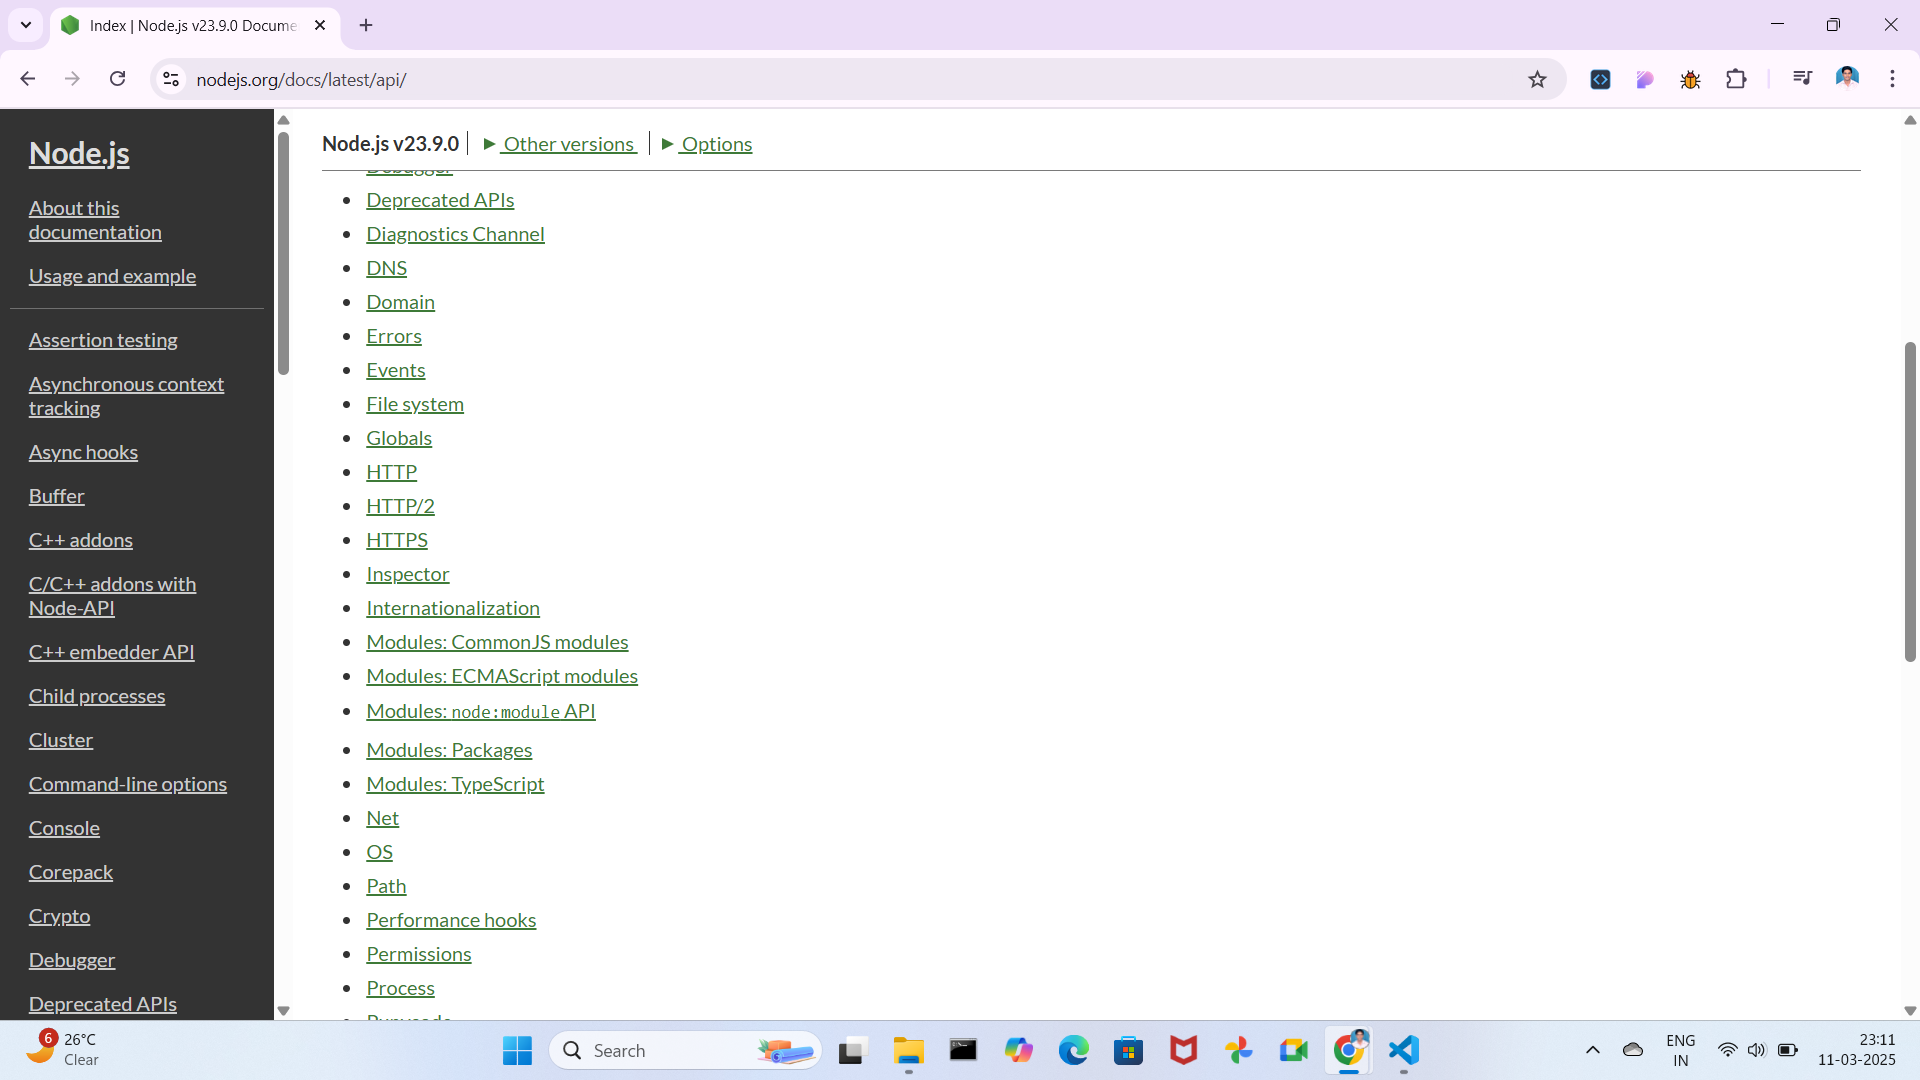 Index | Node.js v23.9.0 Docume
nodejs.org/docs/latest/api/
Node.js
About this
documentation
Usage and example
Assertion testing
Asynchronous context
tracking
Async hooks
Buffer
C++ addons
C/C++ addons with
Node-API
C++ embedder API
Child processes
Cluster
Command-line options
Console
Corepack
Crypto
Debugger
Deprecated APIs
Node.js v23.9.0
Other versions
Options
Debugger
Deprecated APIs
Diagnostics Channel
DNS
Domain
Errors
Events
File system
Globals
HTTP
HTTP/2
HTTPS
Inspector
Internationalization
Modules: CommonJS modules
Modules: ECMAScript modules
Modules: node:module API
Modules: Packages
Modules: TypeScript
Net
OS
Path
Performance hooks
Permissions
Process
Punycode
6
26°C
Clear
Search
ENG
IN
23:11
11-03-2025